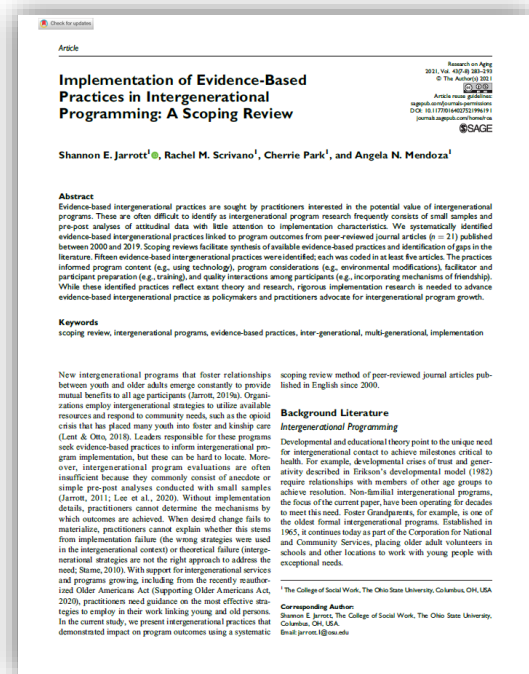 Check for updates
Article
Implementation of Evidence-Based
Practices in Intergenerational
Programming: A Scoping Review
Research on Aging
2021, Vol. 43(7-8) 283–293
© The Author(s) 2021
Article reuse guidelines:
sagepub.com/journals-permissions
DOI: 10.1177/0164027521996191
journals.sagepub.com/home/roa
SAGE
Shannon E. Jarrott¹, Rachel M. Scrivano¹, Cherrie Park¹, and Angela N. Mendoza¹
Abstract
Evidence-based intergenerational practices are sought by practitioners interested in the potential value of intergenerational
programs. These are often difficult to identify as intergenerational program research frequently consists of small samples and
pre-post analyses of attitudinal data with little attention to implementation characteristics. We systematically identified
evidence-based intergenerational practices linked to program outcomes from peer-reviewed journal articles (n = 21) published
between 2000 and 2019. Scoping reviews facilitate synthesis of available evidence-based practices and identification of gaps in the
literature. Fifteen evidence-based intergenerational practices were identified; each was coded in at least five articles. The practices
informed program content (e.g., using technology), program considerations (e.g., environmental modifications), facilitator and
participant preparation (e.g., training), and quality interactions among participants (e.g., incorporating mechanisms of friendship).
While these identified practices reflect extant theory and research, rigorous implementation research is needed to advance
evidence-based intergenerational practice as policymakers and practitioners advocate for intergenerational program growth.
Keywords
scoping review, intergenerational programs, evidence-based practices, inter-generational, multi-generational, implementation
New intergenerational programs that foster relationships
between youth and older adults emerge constantly to provide
mutual benefits to all age participants (Jarrott, 2019a). Organi-
zations employ intergenerational strategies to utilize available
resources and respond to community needs, such as the opioid
crisis that has placed many youth into foster and kinship care
(Lent & Otto, 2018). Leaders responsible for these programs
seek evidence-based practices to inform intergenerational pro-
gram implementation, but these can be hard to locate. More-
over, intergenerational program evaluations are often
insufficient because they commonly consist of anecdote or
simple pre-post analyses conducted with small samples
(Jarrott, 2011; Lee et al., 2020). Without implementation
details, practitioners cannot determine the mechanisms by
which outcomes are achieved. When desired change fails to
materialize, practitioners cannot explain whether this stems
from implementation failure (the wrong strategies were used
in the intergenerational context) or theoretical failure (interge-
nerational strategies are not the right approach to address the
need; Stame, 2010). With support for intergenerational services
and programs growing, including from the recently reauthor-
ized Older Americans Act (Supporting Older Americans Act,
2020), practitioners need guidance on the most effective stra-
tegies to employ in their work linking young and old persons.
In the current study, we present intergenerational practices that
demonstrated impact on program outcomes using a systematic
scoping review method of peer-reviewed journal articles pub-
lished in English since 2000.
Background Literature
Intergenerational Programming
Developmental and educational theory point to the unique need
for intergenerational contact to achieve milestones critical to
health. For example, developmental crises of trust and gener-
ativity described in Erikson's developmental model (1982)
require relationships with members of other age groups to
achieve resolution. Non-familial intergenerational programs,
the focus of the current paper, have been operating for decades
to meet this need. Foster Grandparents, for example, is one of
the oldest formal intergenerational programs. Established in
1965, it continues today as part of the Corporation for National
and Community Services, placing older adult volunteers in
schools and other locations to work with young people with
exceptional needs.
¹ The College of Social Work, The Ohio State University, Columbus, OH, USA
Corresponding Author:
Shannon E. Jarrott, The College of Social Work, The Ohio State University,
Columbus, OH, USA.
Email: jarrott.1@osu.edu